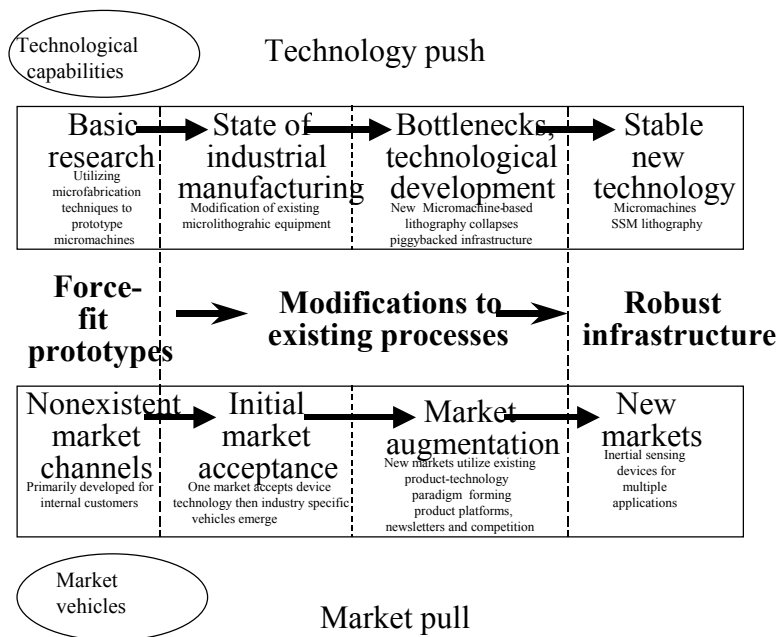 Technological
capabilities
Technology push
Basic
research
Utilizing
microfabrication
techniques to
prototype
micromachines
State of
industrial
manufacturing
Modification of existing
microlithograhic equipment
Bottlenecks,
technological
development
New Micromachine-based
lithography collapses
piggybacked infrastructure
Stable
new
technology
Micromachines
SSM lithography
Force-
fit
prototypes
Modifications to
existing processes
Robust
infrastructure
Nonexistent
market
channels
Primarily developed for
internal customers
Initial
market
acceptance
One market accepts device
technology then industry specific
vehicles emerge
Market
augmentation
New markets utilize existing
product-technology
paradigm forming
product platforms,
newsletters and competition
New
markets
Inertial sensing
devices for
multiple
applications
Market
vehicles
Market pull